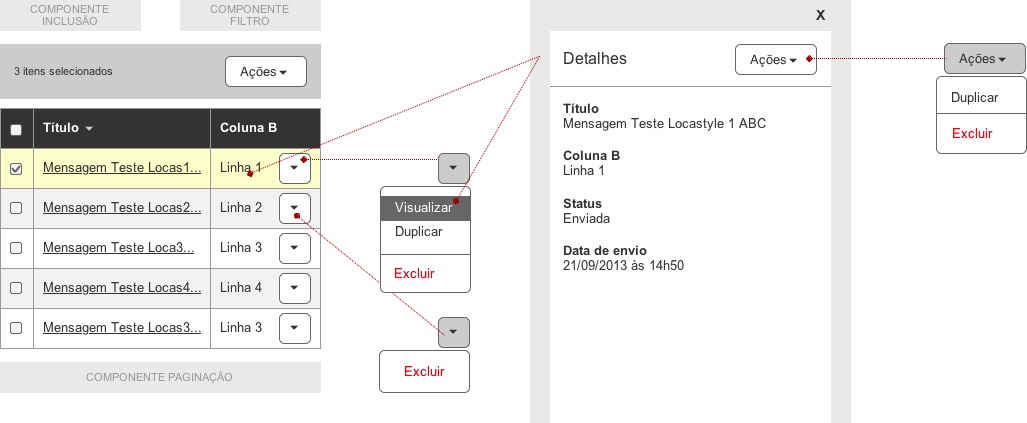 COMPONENTE
INCLUSÃO
COMPONENTE
FILTRO
3 itens selecionados
Ações
Título
Coluna B
Mensagem Teste Locas1...
Linha 1
Mensagem Teste Locas2...
Linha 2
Mensagem Teste Loca3...
Linha 3
Mensagem Teste Locas4...
Linha 4
Mensagem Teste Locas3...
Linha 3
COMPONENTE PAGINAÇÃO
Visualizar
Duplicar
Excluir
Excluir
X
Detalhes
Ações
Título
Mensagem Teste Locastyle 1 ABC
Coluna B
Linha 1
Status
Enviada
Data de envio
21/09/2013 às 14h50
Ações
Duplicar
Excluir